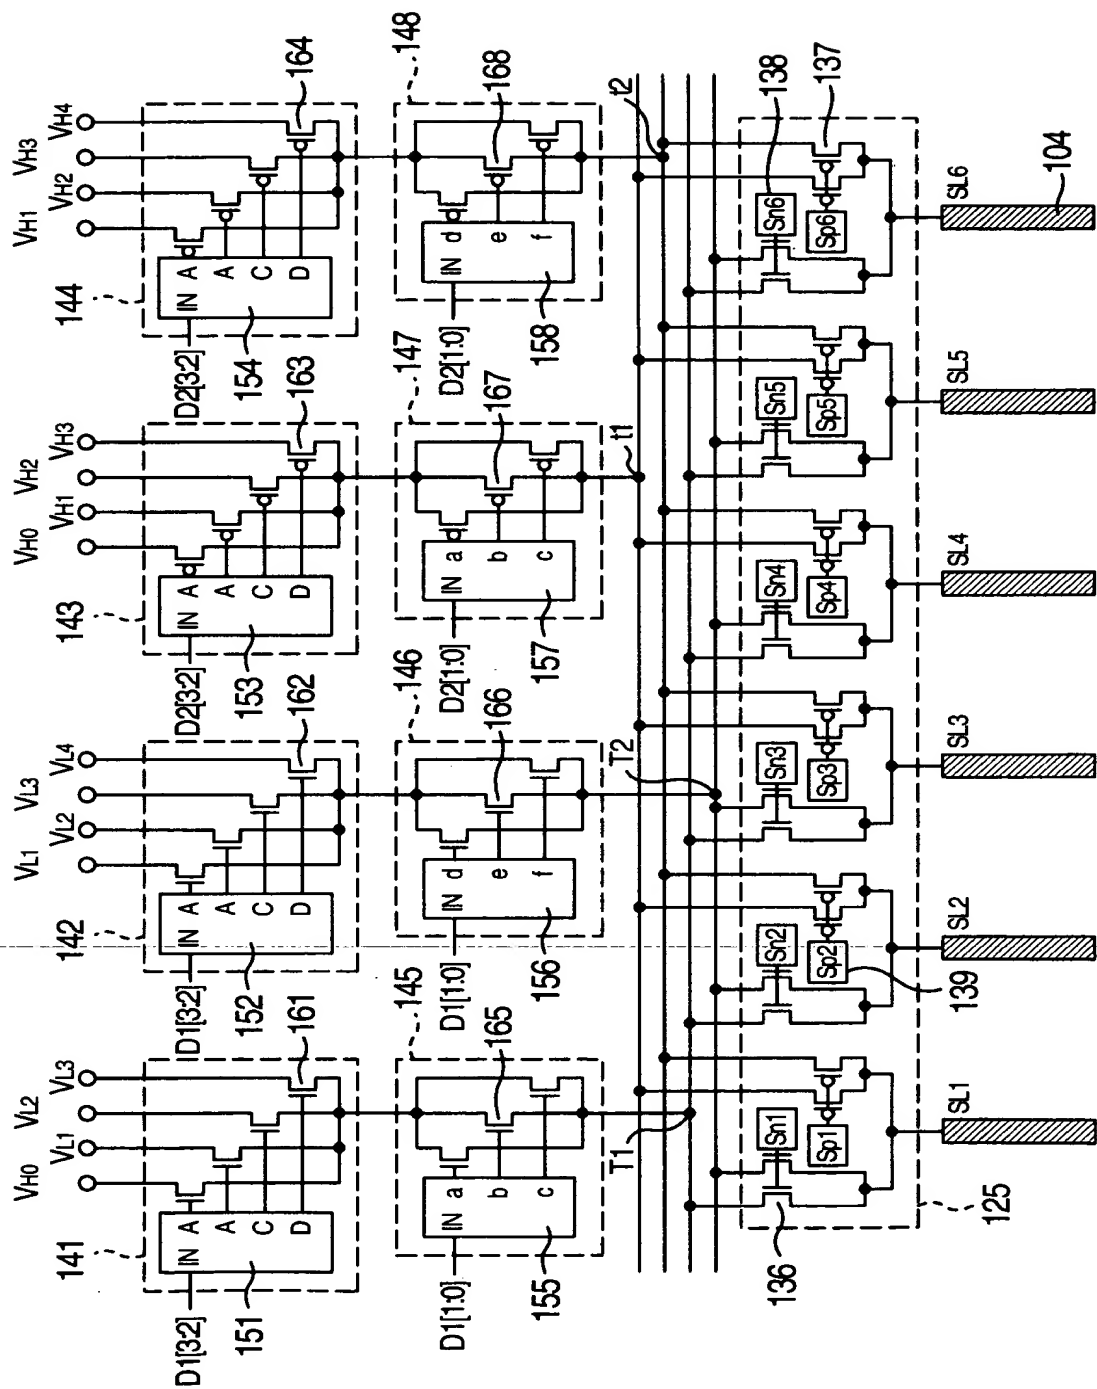 VH0 VL1 VL2 VL3
VL1 VL2 VL3 VL4
VH0 VH1 VH2 VH3
VH1 VH2 VH3 VH4
141
142
143
144
D1[3:2]
IN A
A
C
D
151
161
D1[3:2]
IN A
A
C
D
152
162
D2[3:2]
IN A
A
C
D
153
163
D2[3:2]
IN A
A
C
D
154
164
145
146
147
148
D1[1:0]
IN a
b
c
155
165
D1[1:0]
IN d
e
f
156
166
D2[1:0]
IN a
b
c
157
167
D2[1:0]
IN d
e
f
158
168
T1
T2
t1
t2
136
Sn1
Sn2
Sn3
Sn4
Sn5
Sn6
138
Sp1
Sp2
Sp3
Sp4
Sp5
Sp6
137
139
125
SL1
SL2
SL3
SL4
SL5
SL6
104